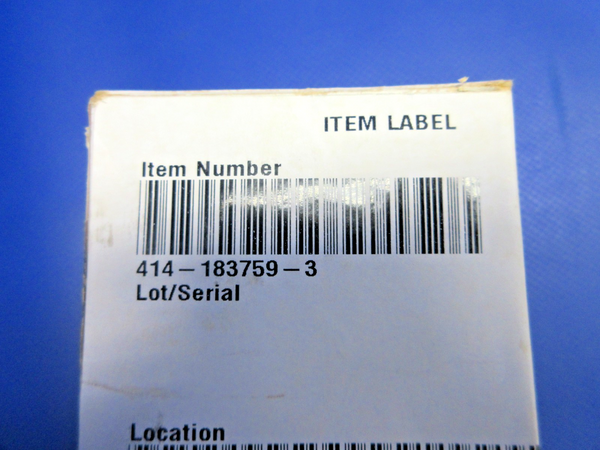 ITEM LABEL
Item Number
414-183759-3
Lot/Serial
Location